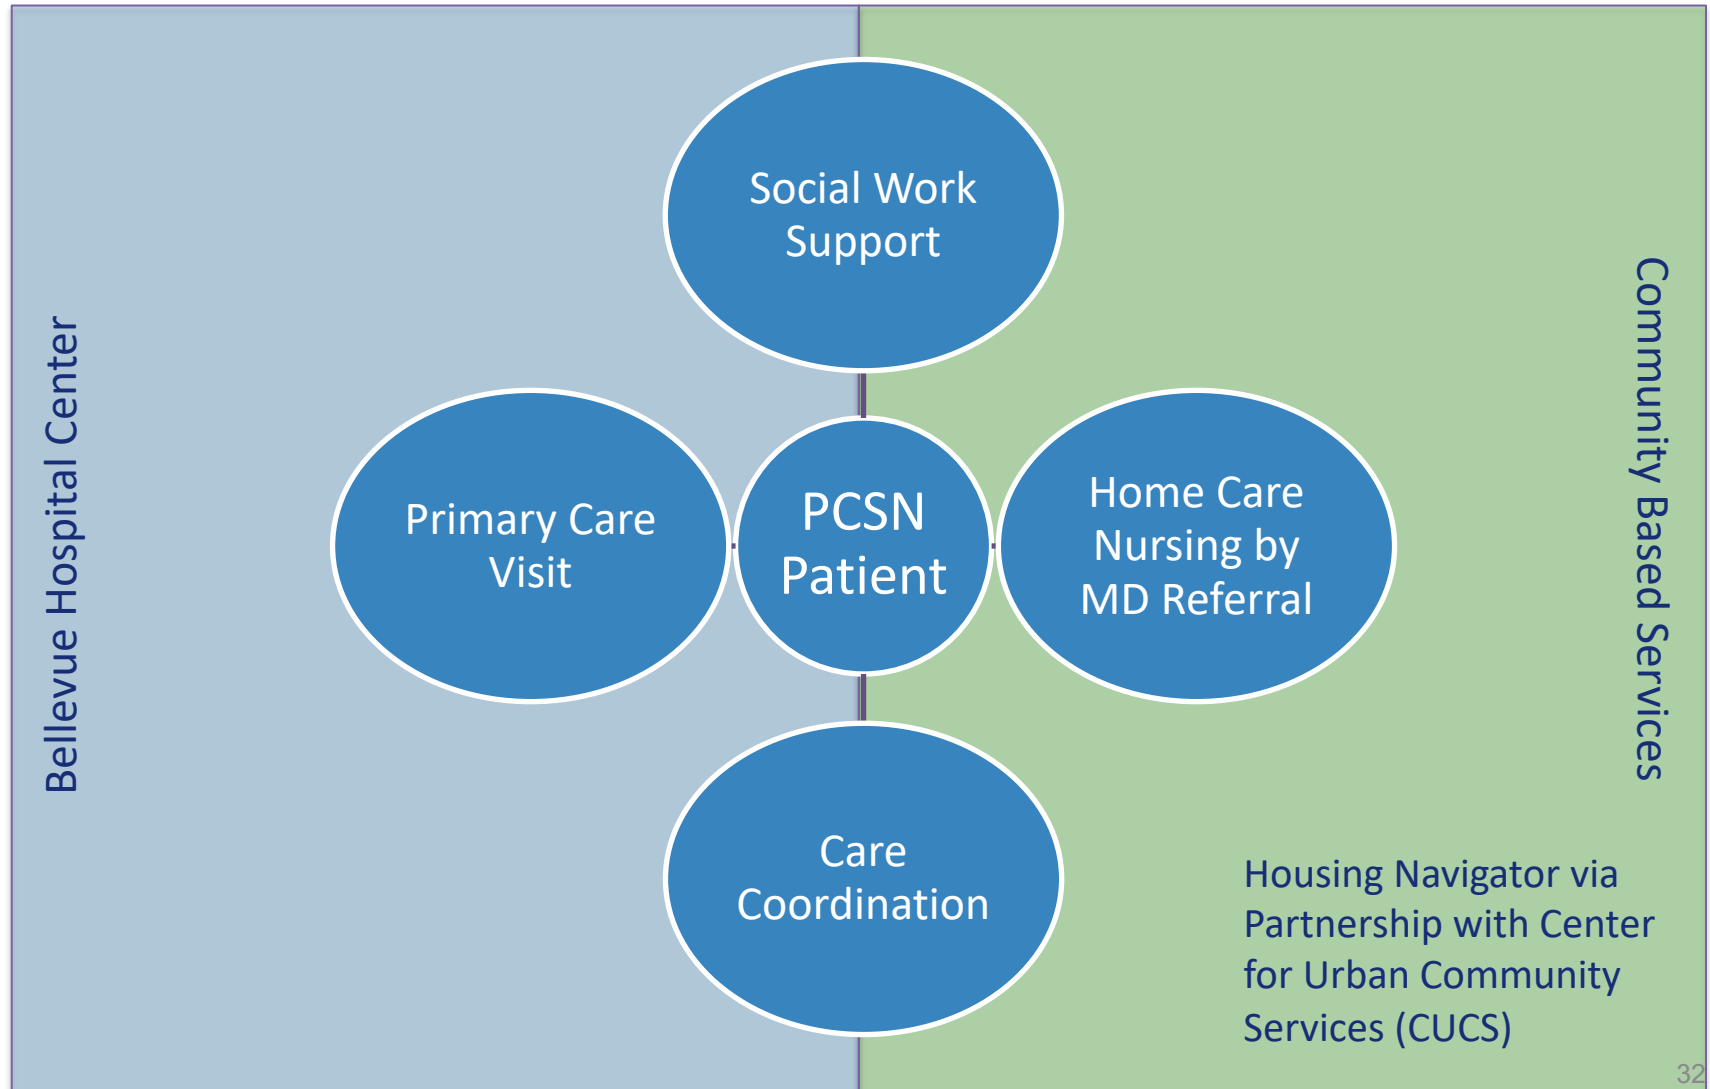 Social Work
Support
Bellevue Hospital Center
Primary Care
Visit
PCSN
Patient
Home Care
Nursing by
MD Referral
Community Based Services
Care
Coordination
Housing Navigator via
Partnership with Center
for Urban Community
Services (CUCS)
32